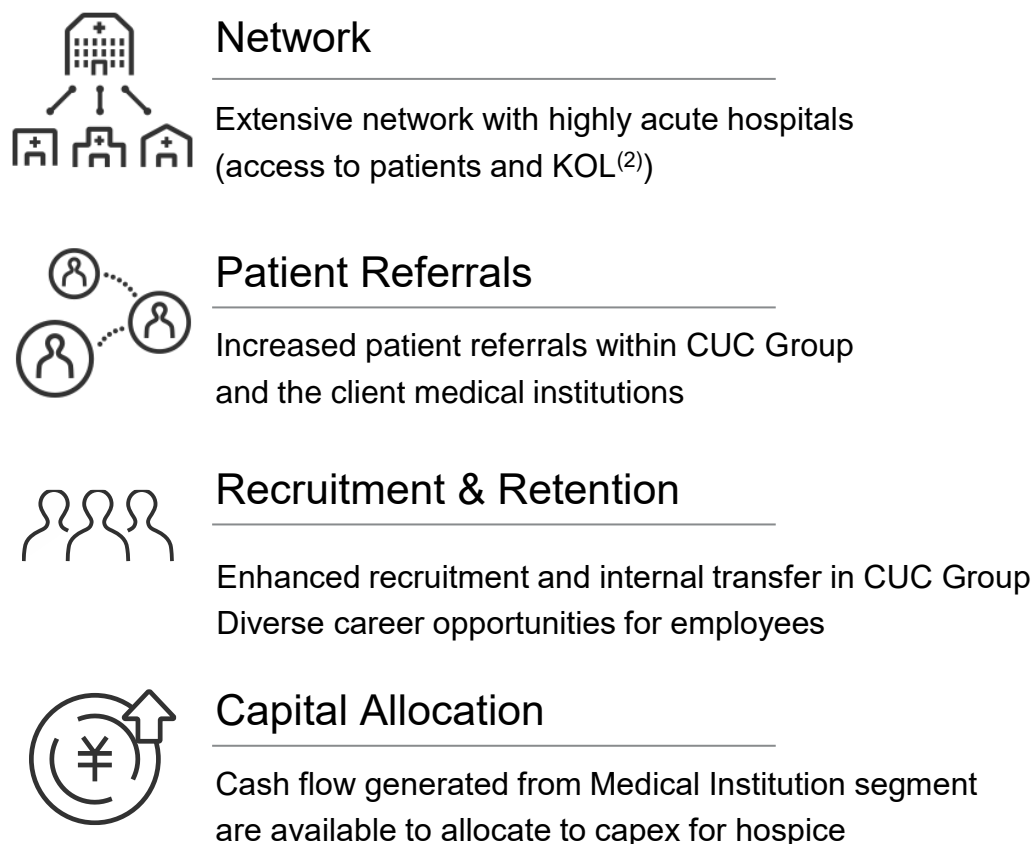 Network
Extensive network with highly acute hospitals
(access to patients and KOL(2))
Patient Referrals
Increased patient referrals within CUC Group
and the client medical institutions
Recruitment & Retention
Enhanced recruitment and internal transfer in CUC Group
Diverse career opportunities for employees
¥
Capital Allocation
Cash flow generated from Medical Institution segment
are available to allocate to capex for hospice